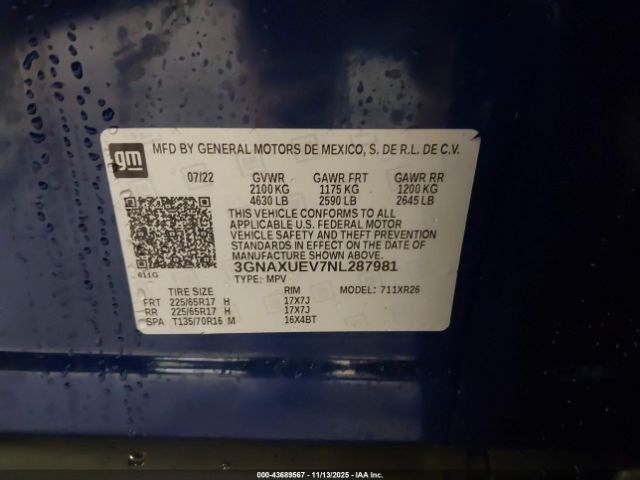 gm
MFD BY GENERAL MOTORS DE MEXICO, S. DE R.L. DE C.V.
07/22 GVWR GAWR FRT GAWR RR
2100 KG 1175 KG 1200 KG
4630 LB 2590 LB 2645 LB
THIS VEHICLE CONFORMS TO ALL
APPLICABLE U.S. FEDERAL MOTOR
VEHICLE SAFETY AND THEFT PREVENTION
STANDARDS IN EFFECT ON THE DATE OF
MANUFACTURE SHOWN ABOVE.
3GNAXUEV7NL287981
611G TYPE: MPV
TIRE SIZE RIM MODEL: 711XR26
FRT 225/65R17 H 17X7J
RR 225/65R17 H 17X7J
SPA T135/70R16 M 16X4BT
000-43689567 - 11/13/2025 - IAA Inc.